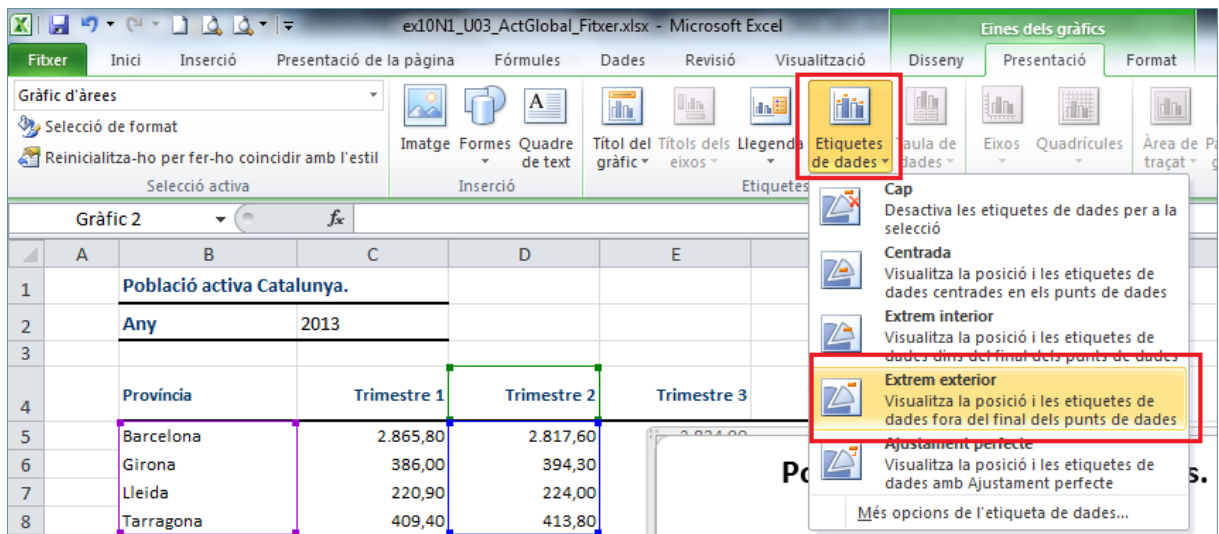 ex10N1_U03_ActGlobal_Fitxer.xlsx - Microsoft Excel
Eines dels gràfics
Fitxer Inici Inserció Presentació de la pàgina Fórmules Dades Revisió Visualització Disseny Presentació Format
Gràfic d'àrees
Selecció de format
Reinicialitza-ho per fer-ho coincidir amb l'estil
Selecció activa
Imatge Formes Quadre de text
Inserció
Títol del gràfic Títols dels eixos Llegenda Etiquetes de dades Taula de dades
Etiquetes
Eixos Quadrícules
Àrea de traçat
Gràfic 2
fx
A B C D E
1 Població activa Catalunya.
2 Any 2013
3
4 Província Trimestre 1 Trimestre 2 Trimestre 3
5 Barcelona 2.865,80 2.817,60
6 Girona 386,00 394,30
7 Lleida 220,90 224,00
8 Tarragona 409,40 413,80
Cap
Desactiva les etiquetes de dades per a la
selecció
Centrada
Visualitza la posició i les etiquetes de
dades centrades en els punts de dades
Extrem interior
Visualitza la posició i les etiquetes de
dades dins del final dels punts de dades
Extrem exterior
Visualitza la posició i les etiquetes de
dades fora del final dels punts de dades
Ajustament perfecte
Visualitza la posició i les etiquetes de
dades amb Ajustament perfecte
Més opcions de l'etiqueta de dades...